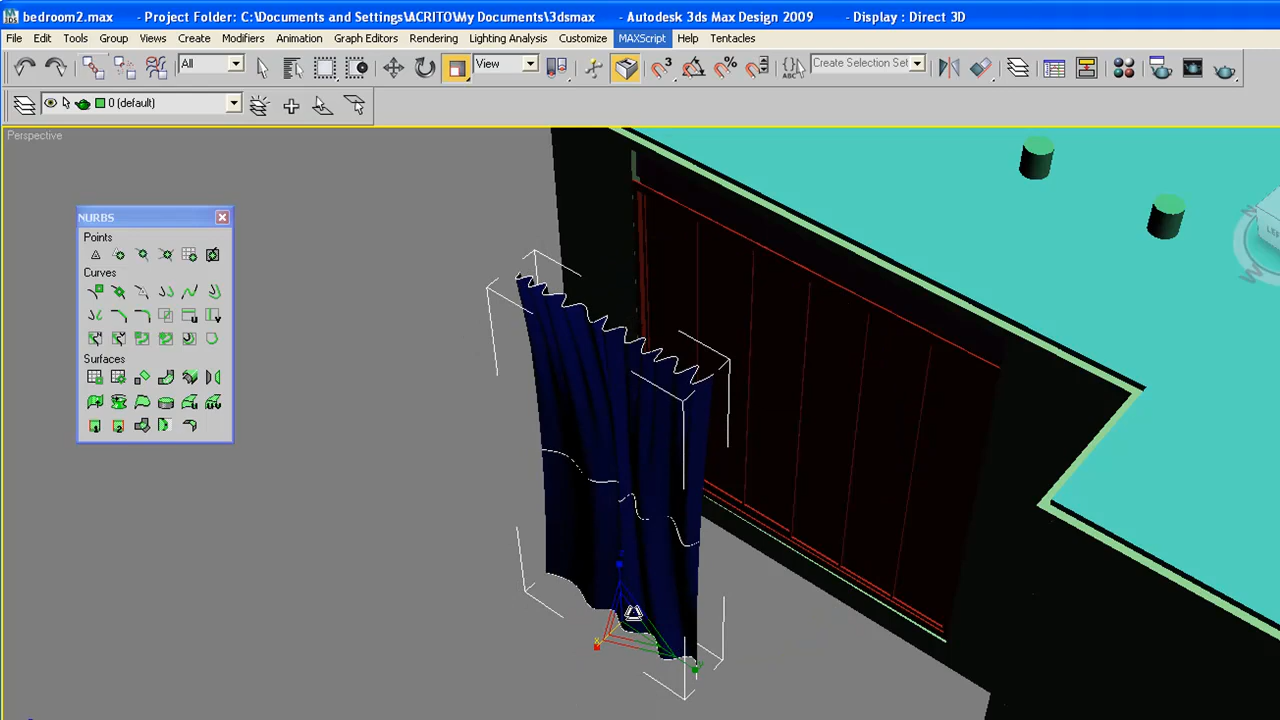 bedroom2.max - Project Folder: C:\Documents and Settings\ACRITO\My Documents\3dsmax - Autodesk 3ds Max Design 2009 - Display : Direct 3D
File Edit Tools Group Views Create Modifiers Animation Graph Editors Rendering Lighting Analysis Customize MAXScript Help Tentacles
All View 3 Create Selection Set
0 (default)
Perspective
NURBS
Points
Curves
Surfaces